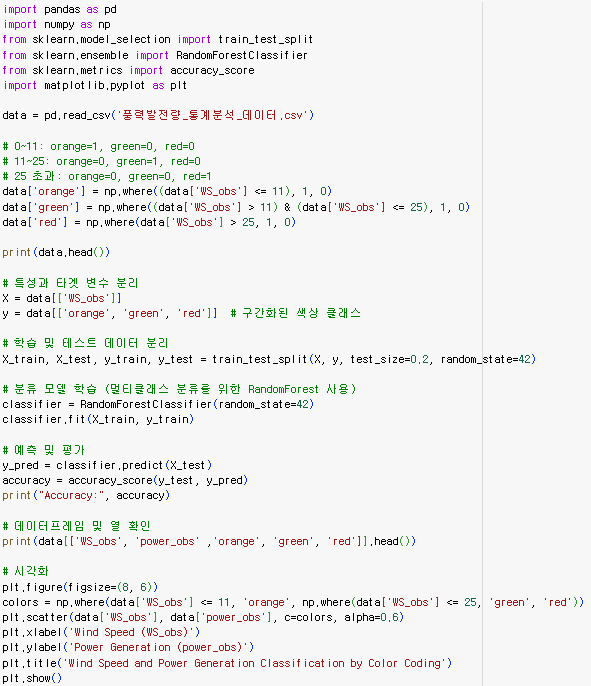 import pandas as pd
import numpy as np
from sklearn.model_selection import train_test_split
from sklearn.ensemble import RandomForestClassifier
from sklearn.metrics import accuracy_score
import matplotlib.pyplot as plt
data = pd.read_csv('풍력발전량_통계분석_데이터.csv')
# 0~11: orange=1, green=0, red=0
# 11~25: orange=0, green=1, red=0
# 25 초과: orange=0, green=0, red=1
data['orange'] = np.where((data['WS_obs'] <= 11), 1, 0)
data['green'] = np.where((data['WS_obs'] > 11) & (data['WS_obs'] <= 25), 1, 0)
data['red'] = np.where(data['WS_obs'] > 25, 1, 0)
print(data.head())
# 특성과 타겟 변수 분리
X = data[['WS_obs']]
y = data[['orange', 'green', 'red']]  # 구간화된 색상 클래스
# 학습 및 테스트 데이터 분리
X_train, X_test, y_train, y_test = train_test_split(X, y, test_size=0.2, random_state=42)
# 분류 모델 학습 (멀티클래스 분류를 위한 RandomForest 사용)
classifier = RandomForestClassifier(random_state=42)
classifier.fit(X_train, y_train)
# 예측 및 평가
y_pred = classifier.predict(X_test)
accuracy = accuracy_score(y_test, y_pred)
print("Accuracy:", accuracy)
# 데이터프레임 및 열 확인
print(data[['WS_obs', 'power_obs' ,'orange', 'green', 'red']].head())
# 시각화
plt.figure(figsize=(8, 6))
colors = np.where(data['WS_obs'] <= 11, 'orange', np.where(data['WS_obs'] <= 25, 'green', 'red'))
plt.scatter(data['WS_obs'], data['power_obs'], c=colors, alpha=0.6)
plt.xlabel('Wind Speed (WS_obs)')
plt.ylabel('Power Generation (power_obs)')
plt.title('Wind Speed and Power Generation Classification by Color Coding')
plt.show()